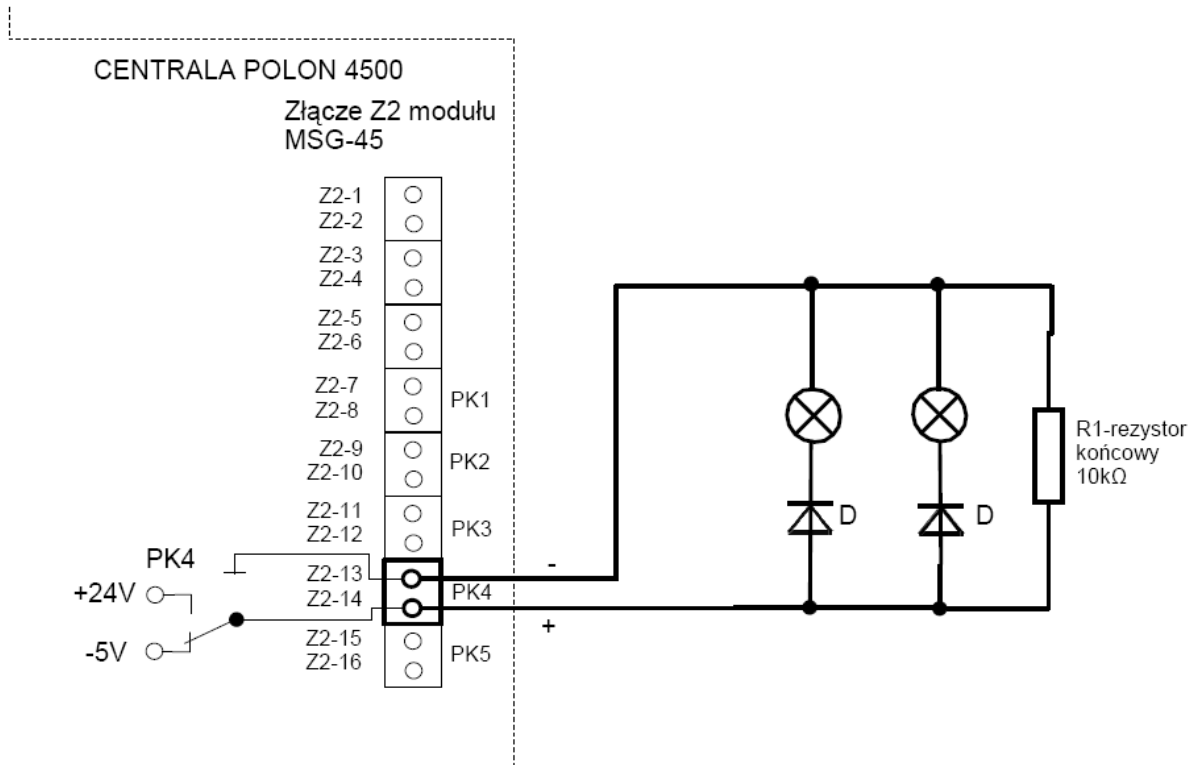 CENTRALA POLON 4500
Złącze Z2 modułu
MSG-45
Z2-1
Z2-2
Z2-3
Z2-4
Z2-5
Z2-6
Z2-7
Z2-8
PK1
Z2-9
Z2-10
PK2
Z2-11
Z2-12
PK3
Z2-13
Z2-14
PK4
Z2-15
Z2-16
PK5
PK4
+24V
-5V
-
+
D
D
R1-rezystor
końcowy
10kΩ